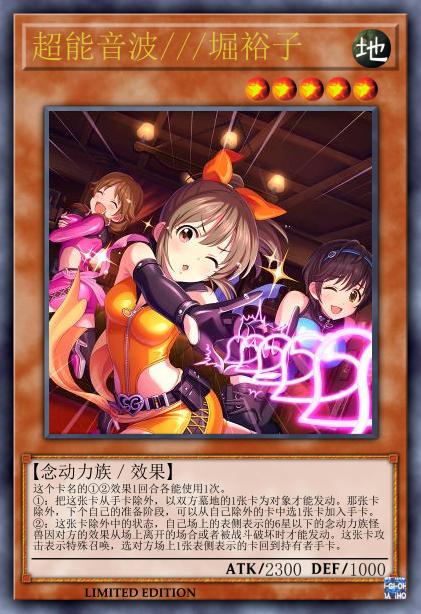 超能音波///堀裕子
地
【念动力族 / 效果】
这个卡名的①②效果1回合各能使用1次。
①：把这张卡从手卡除外，以双方墓地的1张卡为对象才能发动。那张卡
除外，下个自己的准备阶段，可以从自己除外的卡中选1张卡加入手卡。
②：这张卡除外中的状态，自己场上的表侧表示的6星以下的念动力族怪
兽因对方的效果从场上离开的场合或者被战斗破坏时才能发动。这张卡攻
击表示特殊召唤，选对方场上1张表侧表示的卡回到持有者手卡。
ATK/2300 DEF/1000
LIMITED EDITION